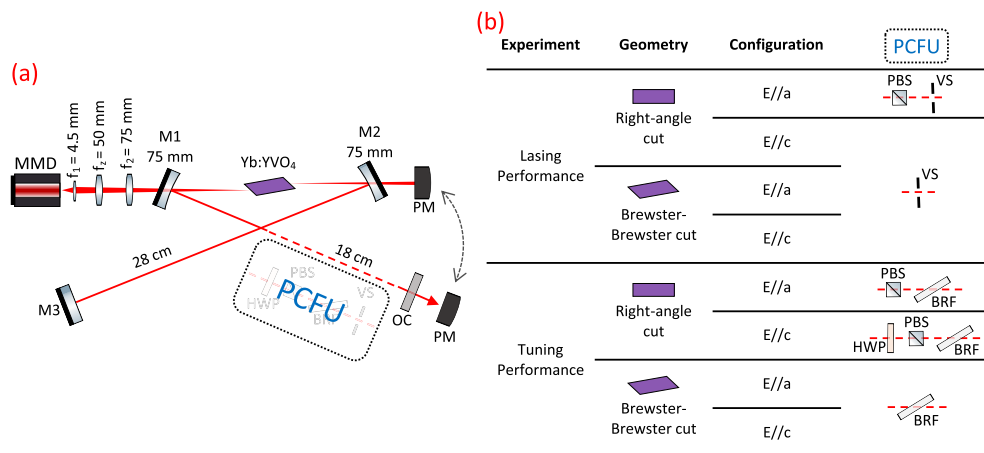 (a)
MMD
f₁ = 4.5 mm
f_z = 50 mm
f₂ = 75 mm
M1
75 mm
Yb:YVO₄
M2
75 mm
PM
28 cm
18 cm
M3
PBS
HWP
BRF
VS
PCFU
OC
PM
(b)
Experiment Geometry Configuration PCFU
Lasing
Performance
Right-angle
cut
E//a
PBS VS
E//c
Brewster-
Brewster cut
E//a
VS
E//c
Tuning
Performance
Right-angle
cut
E//a
PBS
BRF
E//c
HWP PBS BRF
Brewster-
Brewster cut
E//a
BRF
E//c